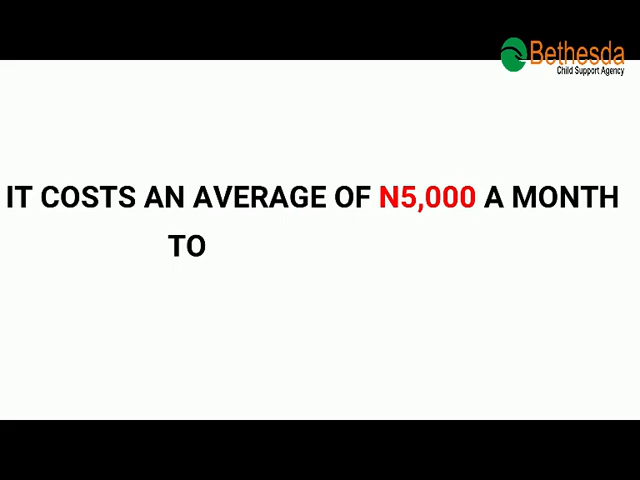 Bethesda
Child Support Agency
IT COSTS AN AVERAGE OF N5,000 A MONTH
TO